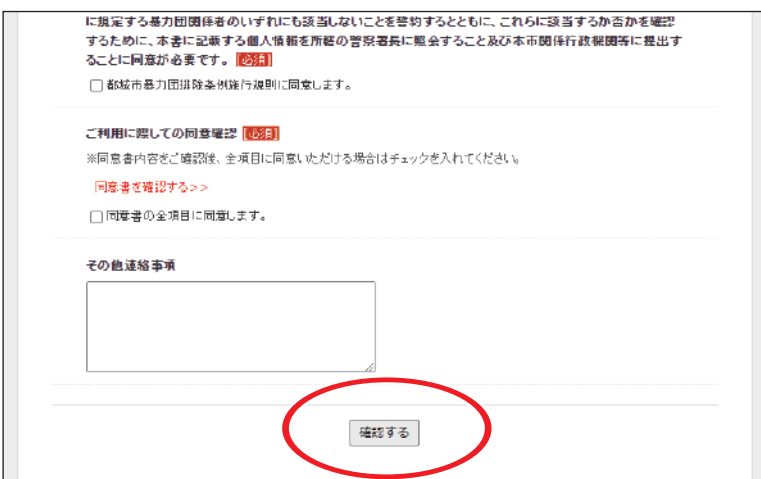 に規定する暴力団関係者のいずれにも該当しないことを誓約するとともに、これらに該当するか否かを確認
するために、本書に記載する個人情報を所轄の警察署長に照会すること及び本市関係行政機関等に提出す
ることに同意が必要です。 [必須]
都城市暴力団排除条例施行規則に同意します。
ご利用に際しての同意確認 [必須]
※同意書内容をご確認後、全項目に同意いただける場合はチェックを入れてください。
同意書を確認する>>
同意書の全項目に同意します。
その他連絡事項
確認する